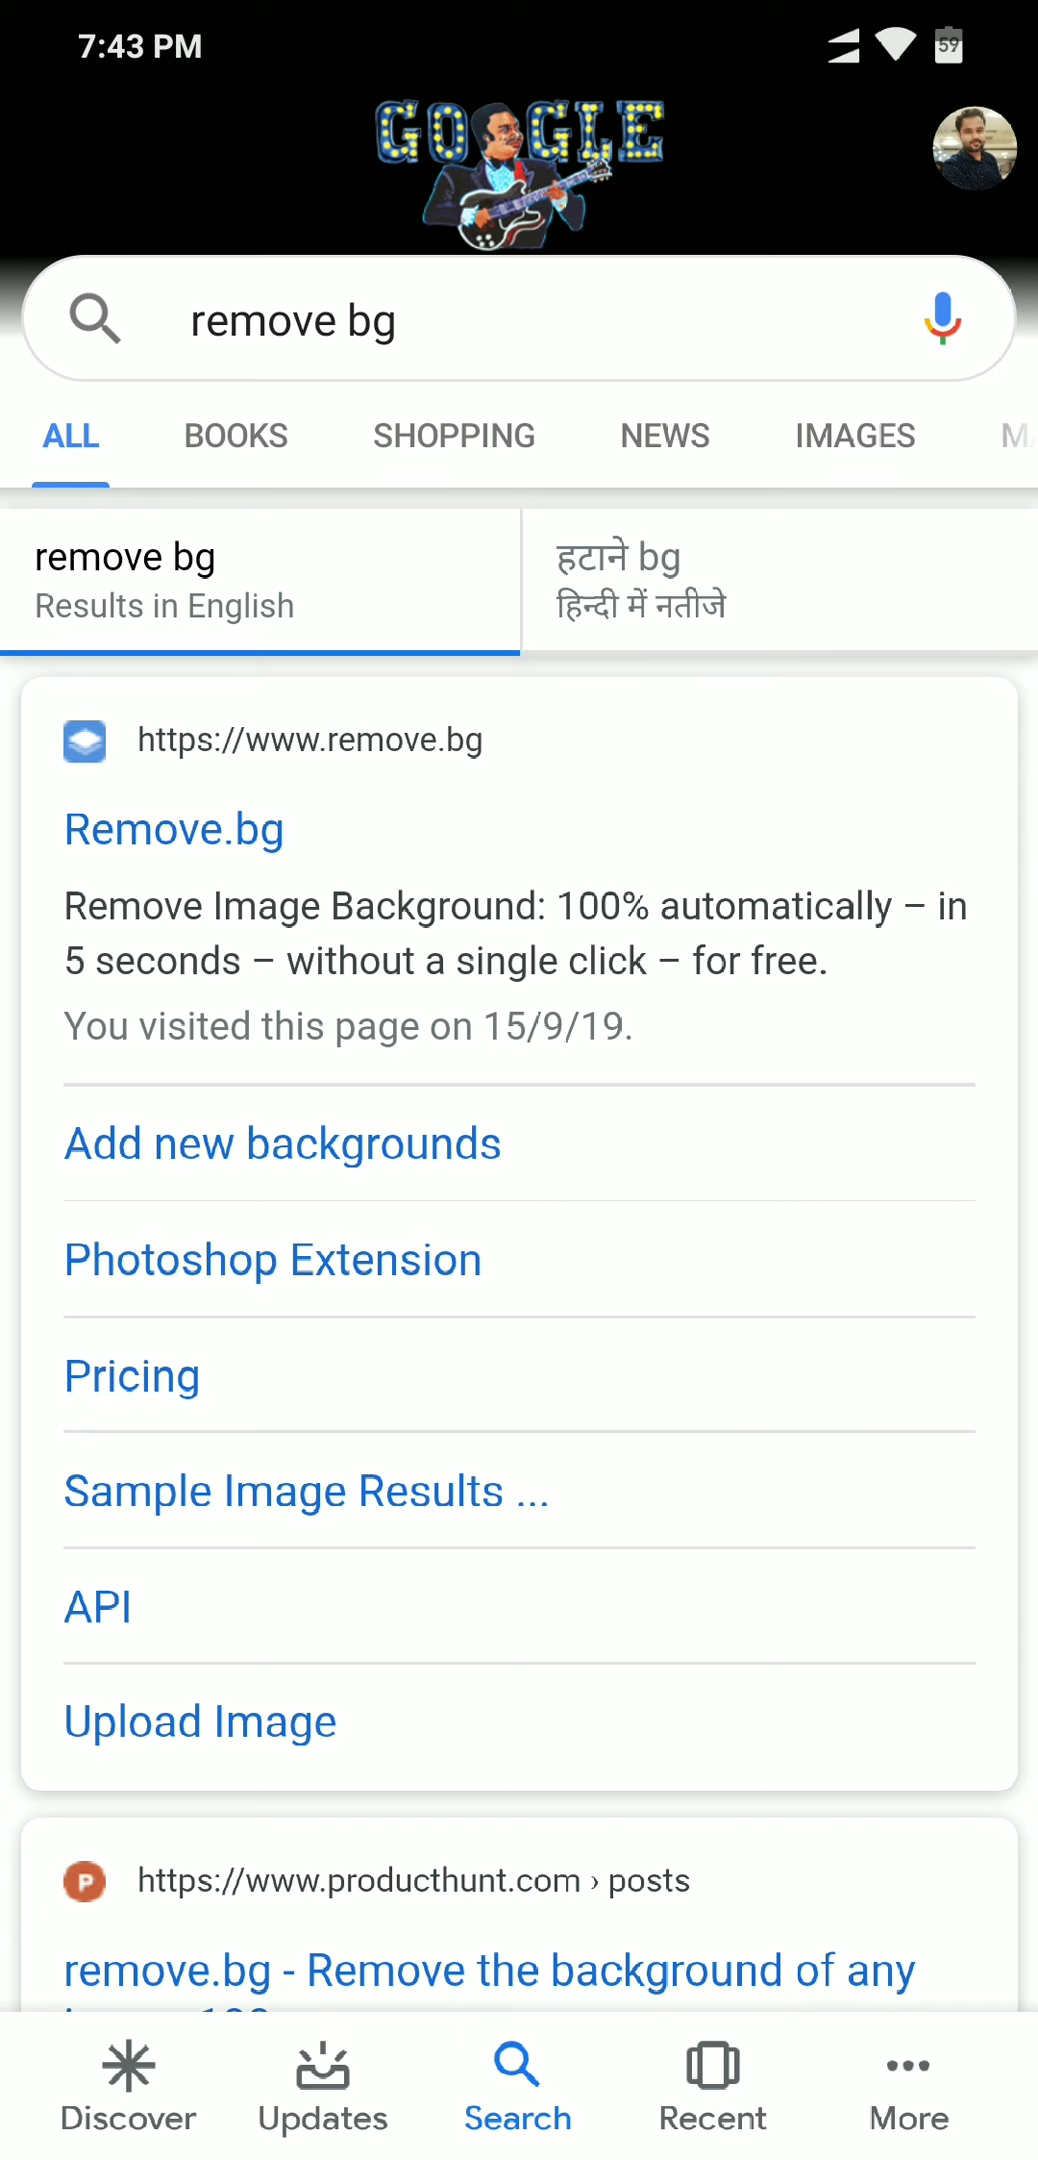 7:43 PM
59
GOOGLE
remove bg
ALL BOOKS SHOPPING NEWS IMAGES
remove bg
Results in English
हटाने bg
हिन्दी में नतीजे
https://www.remove.bg
Remove.bg
Remove Image Background: 100% automatically – in
5 seconds – without a single click – for free.
You visited this page on 15/9/19.
Add new backgrounds
Photoshop Extension
Pricing
Sample Image Results ...
API
Upload Image
P
https://www.producthunt.com › posts
remove.bg - Remove the background of any
Discover Updates Search Recent More